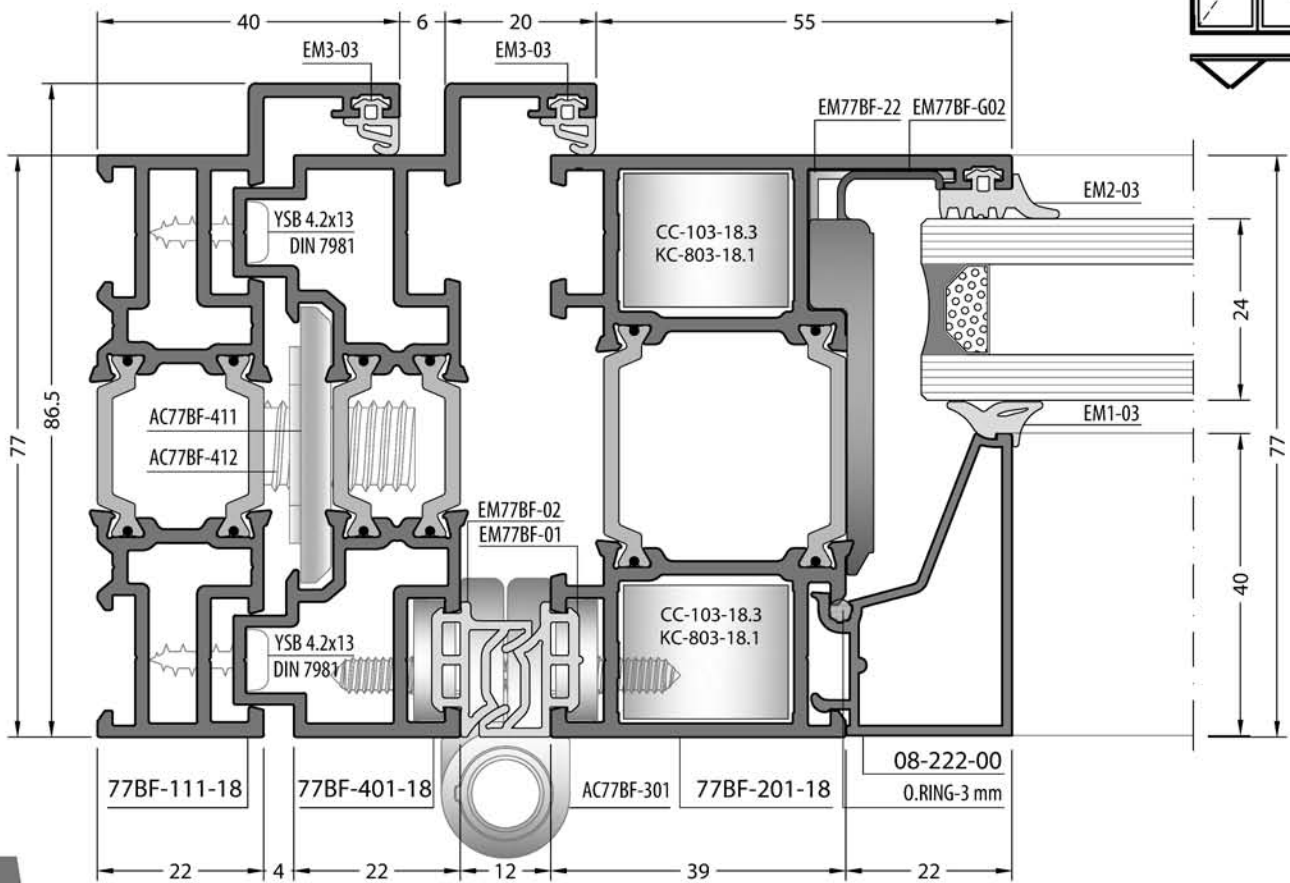 40
6
20
55
EM3-03
EM3-03
EM77BF-22
EM77BF-G02
YSB 4.2x13
DIN 7981
CC-103-18.3
KC-803-18.1
EM2-03
77
86.5
24
77
AC77BF-411
AC77BF-412
EM1-03
EM77BF-02
EM77BF-01
40
YSB 4.2x13
DIN 7981
CC-103-18.3
KC-803-18.1
77BF-111-18
77BF-401-18
AC77BF-301
77BF-201-18
08-222-00
O.RING-3 mm
22
4
22
12
39
22